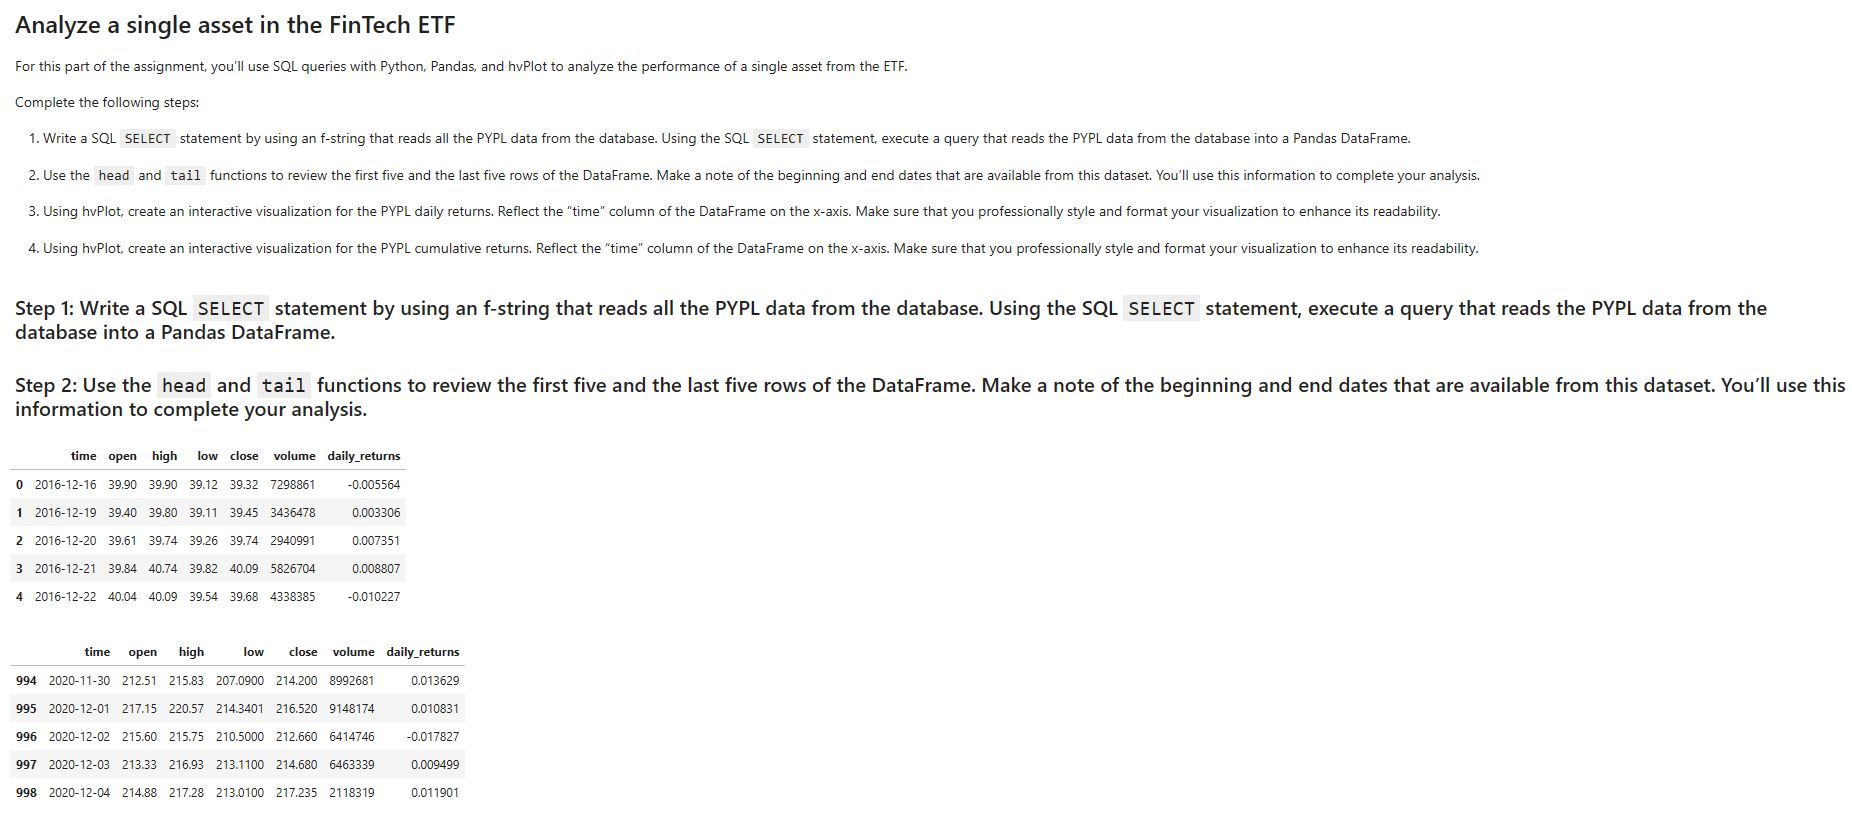 Analyze a single asset in the FinTech ETF
For this part of the assignment, you’ll use SQL queries with Python, Pandas, and hvPlot to analyze the performance of a single asset from the ETF.
Complete the following steps:
1. Write a SQL SELECT statement by using an f-string that reads all the PYPL data from the database. Using the SQL SELECT statement, execute a query that reads the PYPL data from the database into a Pandas DataFrame.
2. Use the head and tail functions to review the first five and the last five rows of the DataFrame. Make a note of the beginning and end dates that are available from this dataset. You’ll use this information to complete your analysis.
3. Using hvPlot, create an interactive visualization for the PYPL daily returns. Reflect the “time” column of the DataFrame on the x-axis. Make sure that you professionally style and format your visualization to enhance its readability.
4. Using hvPlot, create an interactive visualization for the PYPL cumulative returns. Reflect the “time” column of the DataFrame on the x-axis. Make sure that you professionally style and format your visualization to enhance its readability.
Step 1: Write a SQL SELECT statement by using an f-string that reads all the PYPL data from the database. Using the SQL SELECT statement, execute a query that reads the PYPL data from the
database into a Pandas DataFrame.
Step 2: Use the head and tail functions to review the first five and the last five rows of the DataFrame. Make a note of the beginning and end dates that are available from this dataset. You’ll use this
information to complete your analysis.
time open high low close volume daily_returns
0 2016-12-16 39.90 39.90 39.12 39.32 7298861 -0.005564
1 2016-12-19 39.40 39.80 39.11 39.45 3436478 0.003306
2 2016-12-20 39.61 39.74 39.26 39.74 2940991 0.007351
3 2016-12-21 39.84 40.74 39.82 40.09 5826704 0.008807
4 2016-12-22 40.04 40.09 39.54 39.68 4338385 -0.010227
time open high low close volume daily_returns
994 2020-11-30 212.51 215.83 207.0900 214.200 8992681 0.013629
995 2020-12-01 217.15 220.57 214.3401 216.520 9148174 0.010831
996 2020-12-02 215.60 215.75 210.5000 212.660 6414746 -0.017827
997 2020-12-03 213.33 216.93 213.1100 214.680 6463339 0.009499
998 2020-12-04 214.88 217.28 213.0100 217.235 2118319 0.011901